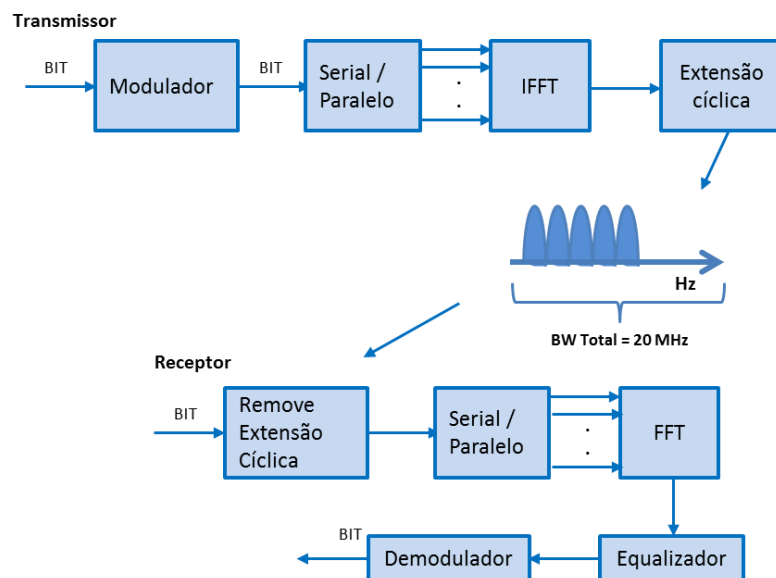 Transmissor
BIT
Modulador
BIT
Serial /
Paralelo
.
.
IFFT
Extensão
cíclica
Hz
BW Total = 20 MHz
Receptor
BIT
Remove
Extensão
Cíclica
Serial /
Paralelo
.
.
FFT
BIT
Demodulador
Equalizador